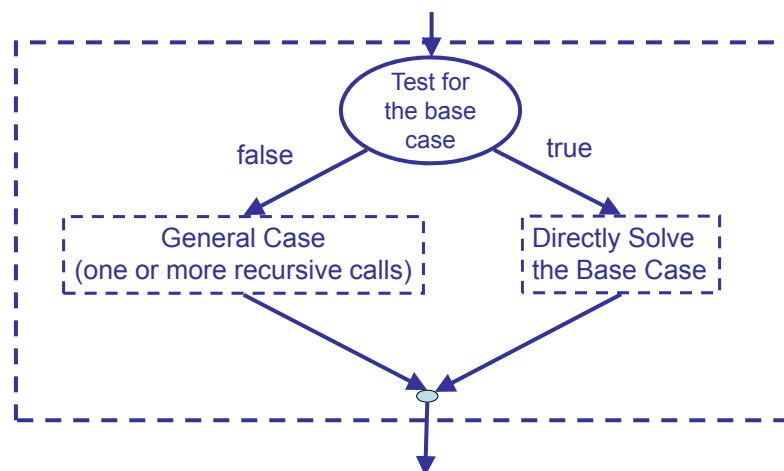 Test for
the base
case
false
true
General Case
(one or more recursive calls)
Directly Solve
the Base Case